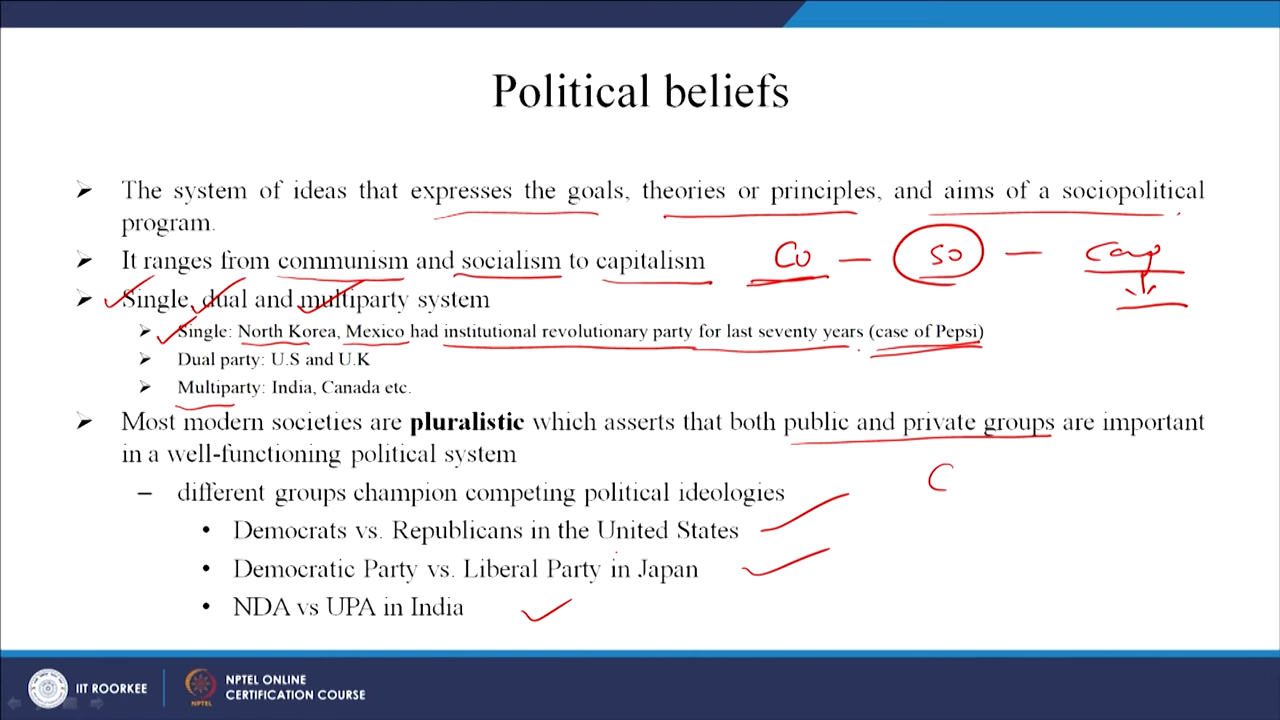 Political beliefs
The system of ideas that expresses the goals, theories or principles, and aims of a sociopolitical
program.
It ranges from communism and socialism to capitalism
Co — so — cap
Single, dual and multiparty system
Single: North Korea, Mexico had institutional revolutionary party for last seventy years (case of Pepsi)
Dual party: U.S and U.K
Multiparty: India, Canada etc.
Most modern societies are pluralistic which asserts that both public and private groups are important
in a well-functioning political system
C
– different groups champion competing political ideologies
• Democrats vs. Republicans in the United States
• Democratic Party vs. Liberal Party in Japan
• NDA vs UPA in India
IIT ROORKEE
NPTEL
NPTEL ONLINE
CERTIFICATION COURSE